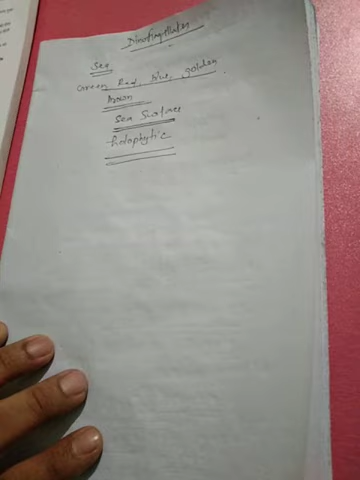 Dinoflagellates
Sea
Green Red, blue, golden
brown
Sea Surface
holophytic